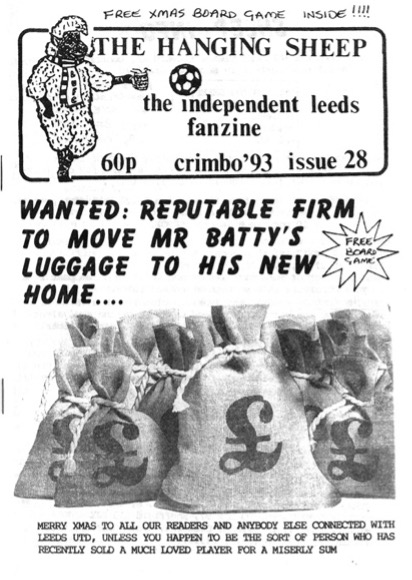 FREE XMAS BOARD GAME INSIDE !!!!
THE HANGING SHEEP
the independent leeds
fanzine
60p crimbo'93 issue 28
WANTED: REPUTABLE FIRM
TO MOVE MR BATTY'S
LUGGAGE TO HIS NEW
HOME....
FREE
BOARD
GAME
£ £ £ £ £
MERRY XMAS TO ALL OUR READERS AND ANYBODY ELSE CONNECTED WITH
LEEDS UTD, UNLESS YOU HAPPEN TO BE THE SORT OF PERSON WHO HAS
RECENTLY SOLD A MUCH LOVED PLAYER FOR A MISERLY SUM